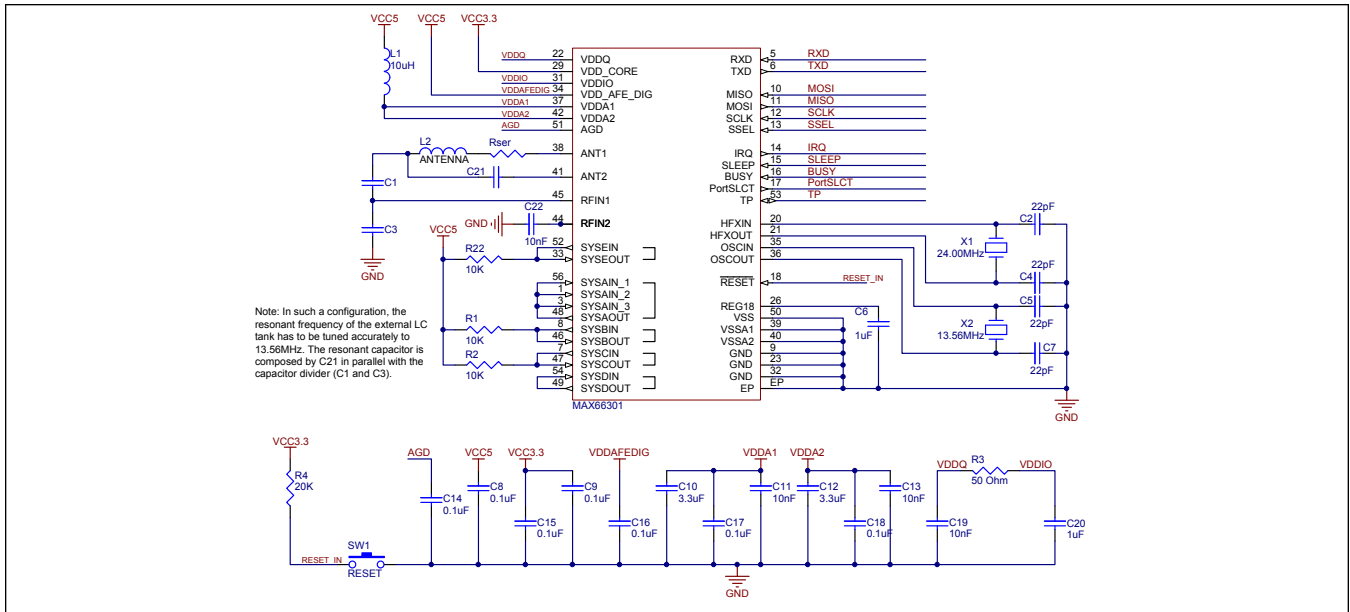 VCC5
VCC5
VCC3.3
L1
10uH
VDDQ 22 VDDQ
29 VDD_CORE
VDDIO 31 VDDIO
VDDAFEDIG 34 VDD_AFE_DIG
VDDA1 37 VDDA1
VDDA2 42 VDDA2
AGD 51 AGD
L2
ANTENNA
Rser
38 ANT1
C21
41 ANT2
C1
45 RFIN1
C3
GND
GND
C22
10nF
44 RFIN2
VCC5
R22
10K
52 SYSEIN
33 SYSEOUT
56 SYSAIN_1
1 SYSAIN_2
3 SYSAIN_3
48 SYSAOUT
R1
10K
8 SYSBIN
46 SYSBOUT
R2
10K
7 SYSCIN
47 SYSCOUT
54 SYSDIN
49 SYSDOUT
MAX66301
RXD 5 RXD
TXD 6 TXD
MISO 10 MOSI
MOSI 11 MISO
SCLK 12 SCLK
SSEL 13 SSEL
IRQ 14 IRQ
SLEEP 15 SLEEP
BUSY 16 BUSY
PortSLCT 17 PortSLCT
TP 53 TP
HFXIN 20
HFXOUT 21
OSCIN 35
OSCOUT 36
RESET 18 RESET_IN
REG18 26
VSS 50
VSSA1 39
VSSA2 40
GND 9
GND 23
GND 32
EP EP
C6
1uF
22pF
C2
X1
24.00MHz
22pF
C4
C5
22pF
X2
13.56MHz
C7
22pF
GND
Note: In such a configuration, the
resonant frequency of the external LC
tank has to be tuned accurately to
13.56MHz. The resonant capacitor is
composed by C21 in parallel with the
capacitor divider (C1 and C3).
VCC3.3
R4
20K
RESET_IN
SW1
RESET
AGD
C14
0.1uF
VCC5
C8
0.1uF
VCC3.3
C15
0.1uF
C9
0.1uF
VDDAFEDIG
C16
0.1uF
C10
3.3uF
C17
0.1uF
VDDA1
C11
10nF
VDDA2
C12
3.3uF
C18
0.1uF
C13
10nF
VDDQ
R3
50 Ohm
VDDIO
C19
10nF
C20
1uF
GND